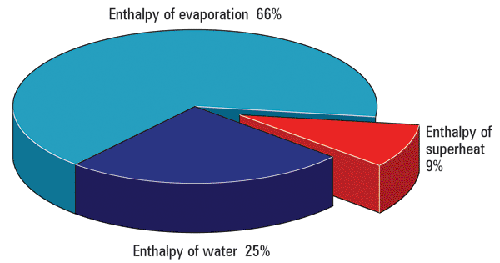 Enthalpy of evaporation 66%
Enthalpy of
superheat
9%
Enthalpy of water 25%